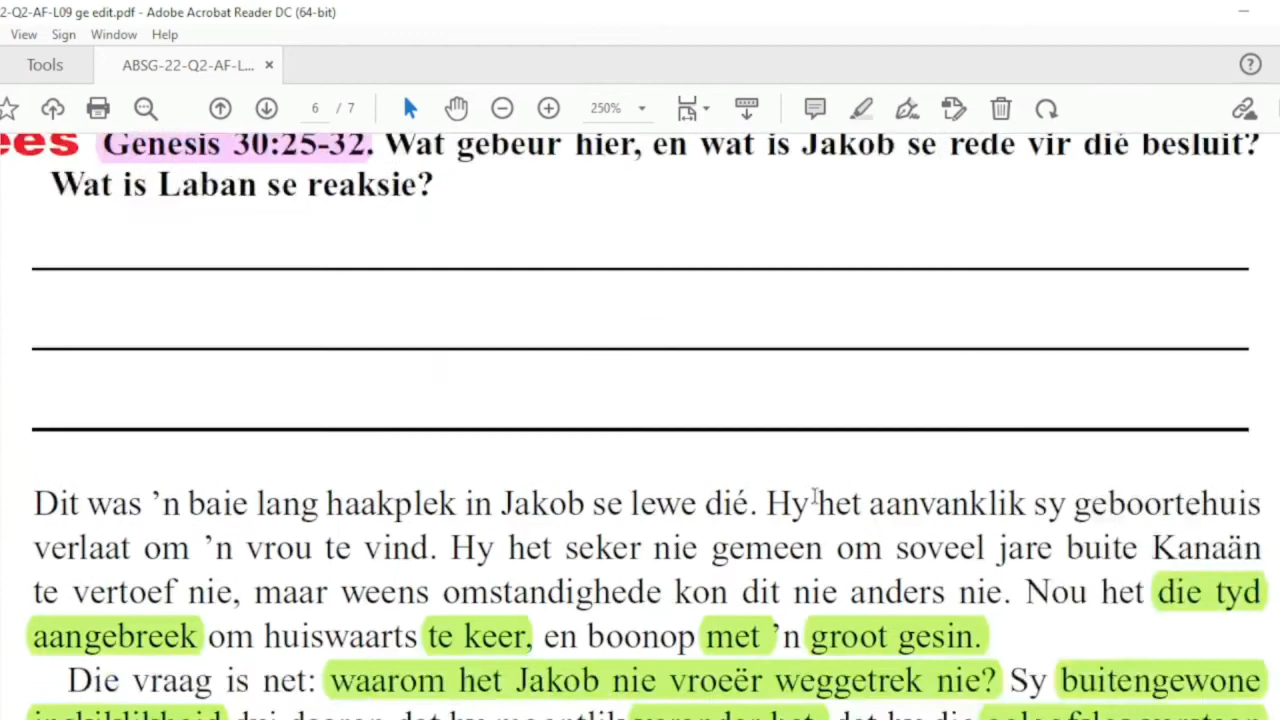 2-Q2-AF-L09 ge edit.pdf - Adobe Acrobat Reader DC (64-bit)
View Sign Window Help
Tools ABSG-22-Q2-AF-L... ×
6 / 7 250%
ees Genesis 30:25-32. Wat gebeur hier, en wat is Jakob se rede vir dié besluit?
Wat is Laban se reaksie?
Dit was ’n baie lang haakplek in Jakob se lewe dié. Hy het aanvanklik sy geboortehuis
verlaat om ’n vrou te vind. Hy het seker nie gemeen om soveel jare buite Kanaän
te vertoef nie, maar weens omstandighede kon dit nie anders nie. Nou het die tyd
aangebreek om huiswaarts te keer, en boonop met ’n groot gesin.
Die vraag is net: waarom het Jakob nie vroeër weggetrek nie? Sy buitengewone